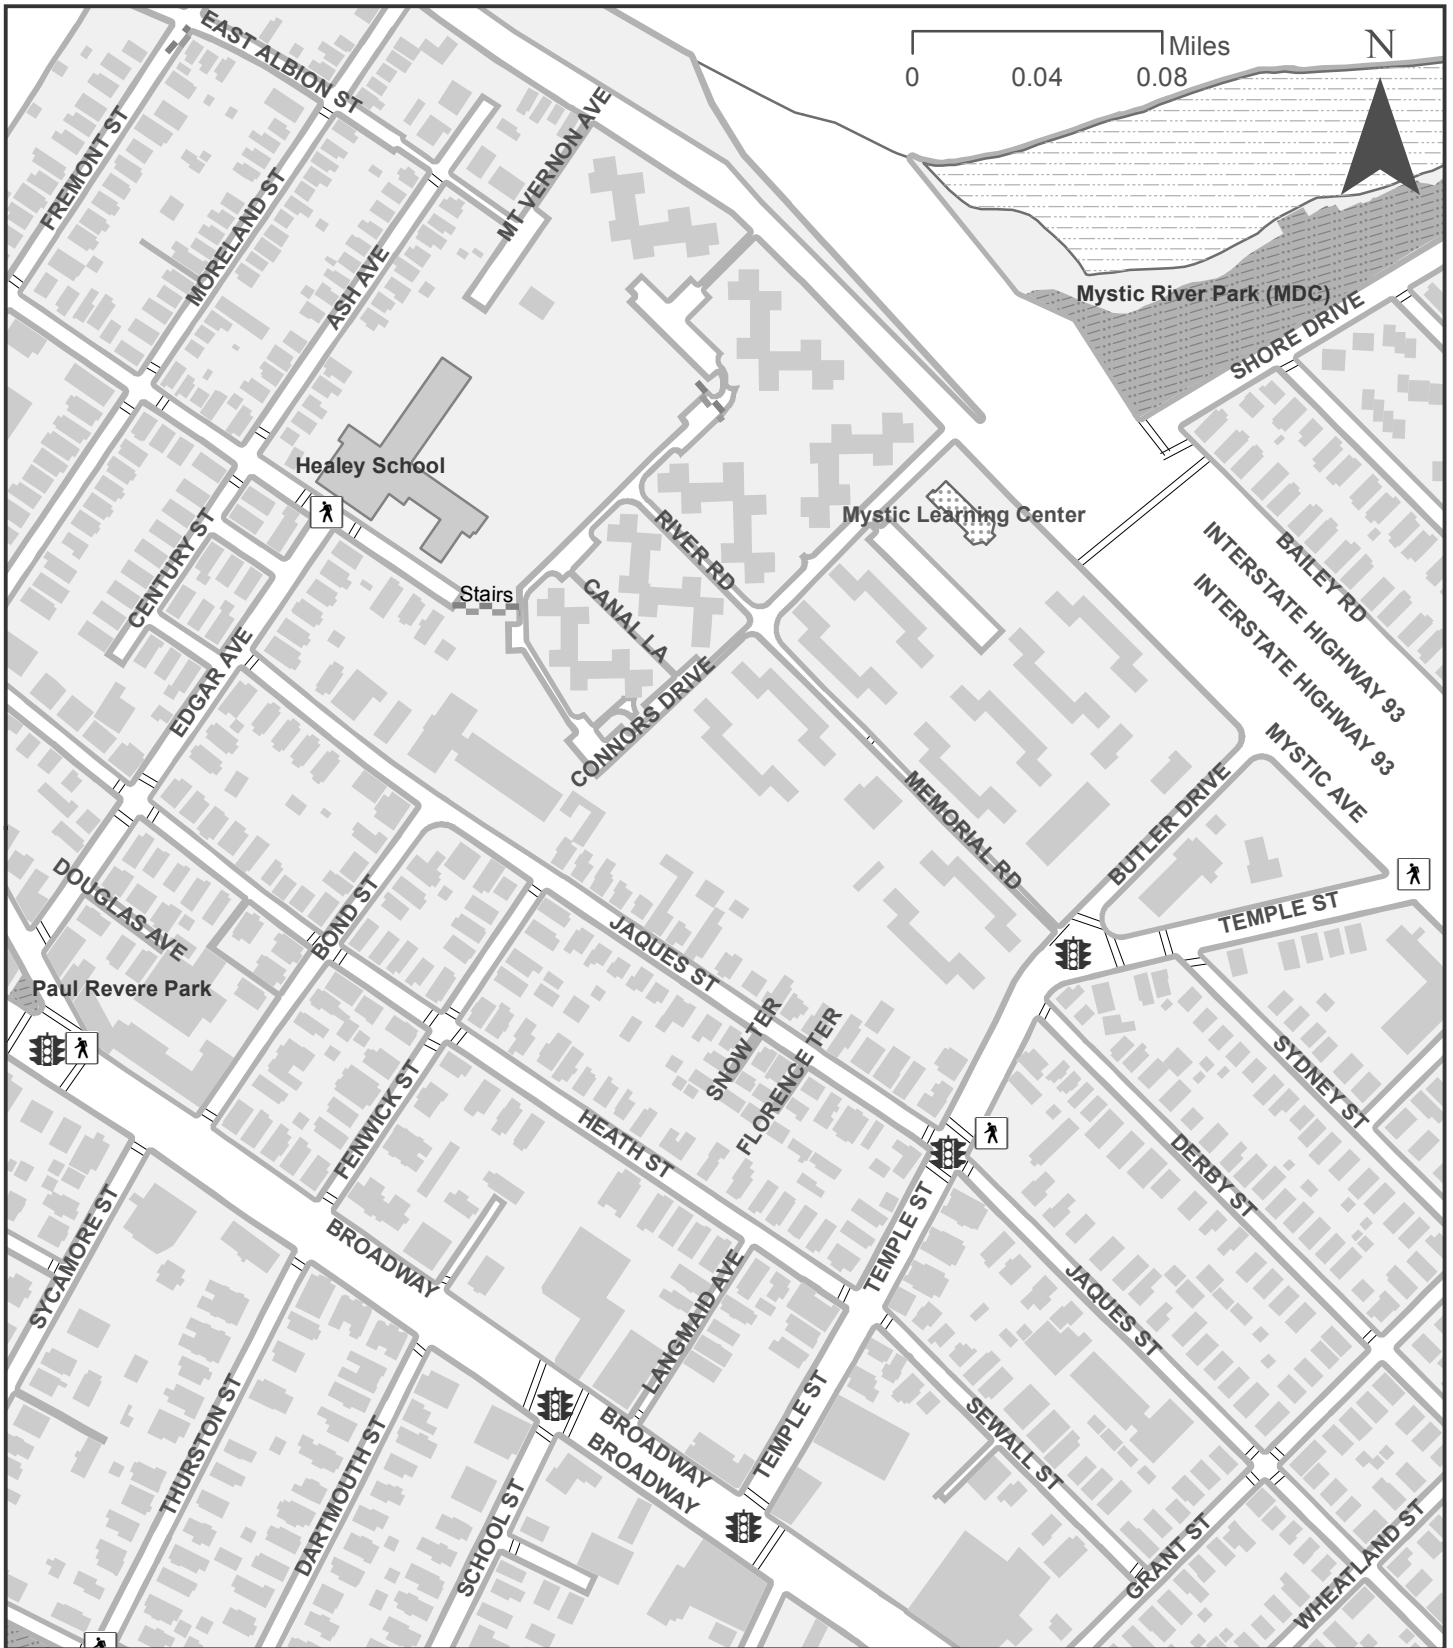 EAST ALBION ST
Miles
N
0
0.04
0.08
FREMONT ST
MT VERNON AVE
MORELAND ST
ASH AVE
Mystic River Park (MDC)
SHORE DRIVE
Healey School
Mystic Learning Center
CENTURY ST
RIVER RD
BAILEY RD
INTERSTATE HIGHWAY 93
INTERSTATE HIGHWAY 93
Stairs
CANAL LA
EDGAR AVE
CONNORS DRIVE
MYSTIC AVE
MEMORIAL RD
BUTLER DRIVE
DOUGLAS AVE
BOND ST
TEMPLE ST
JAQUES ST
Paul Revere Park
SNOW TER
FLORENCE TER
SYDNEY ST
FENWICK ST
HEATH ST
DERBY ST
SYCAMORE ST
BROADWAY
TEMPLE ST
LANGMAID AVE
JAQUES ST
THURSTON ST
DARTMOUTH ST
TEMPLE ST
BROADWAY
BROADWAY
SEWALL ST
SCHOOL ST
GRANT ST
WHEATLAND ST